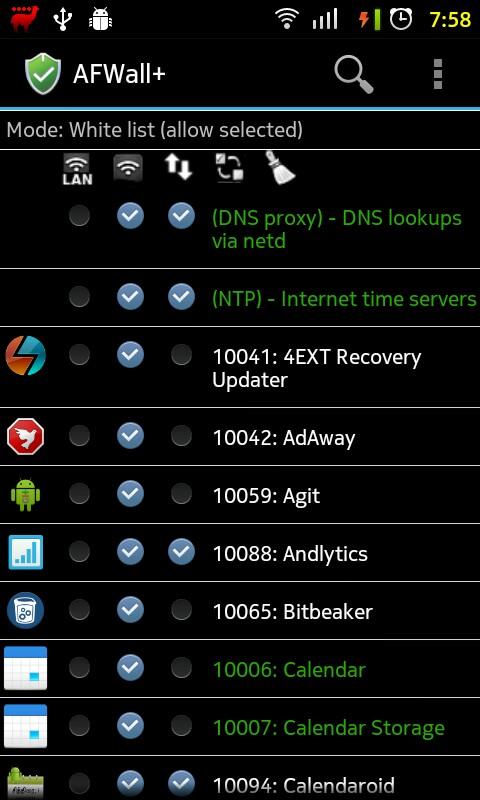 7:58
AFWall+
Mode: White list (allow selected)
LAN
(DNS proxy) - DNS lookups
via netd
(NTP) - Internet time servers
10041: 4EXT Recovery
Updater
10042: AdAway
10059: Agit
10088: Andlytics
10065: Bitbeaker
10006: Calendar
10007: Calendar Storage
10094: Calendaroid